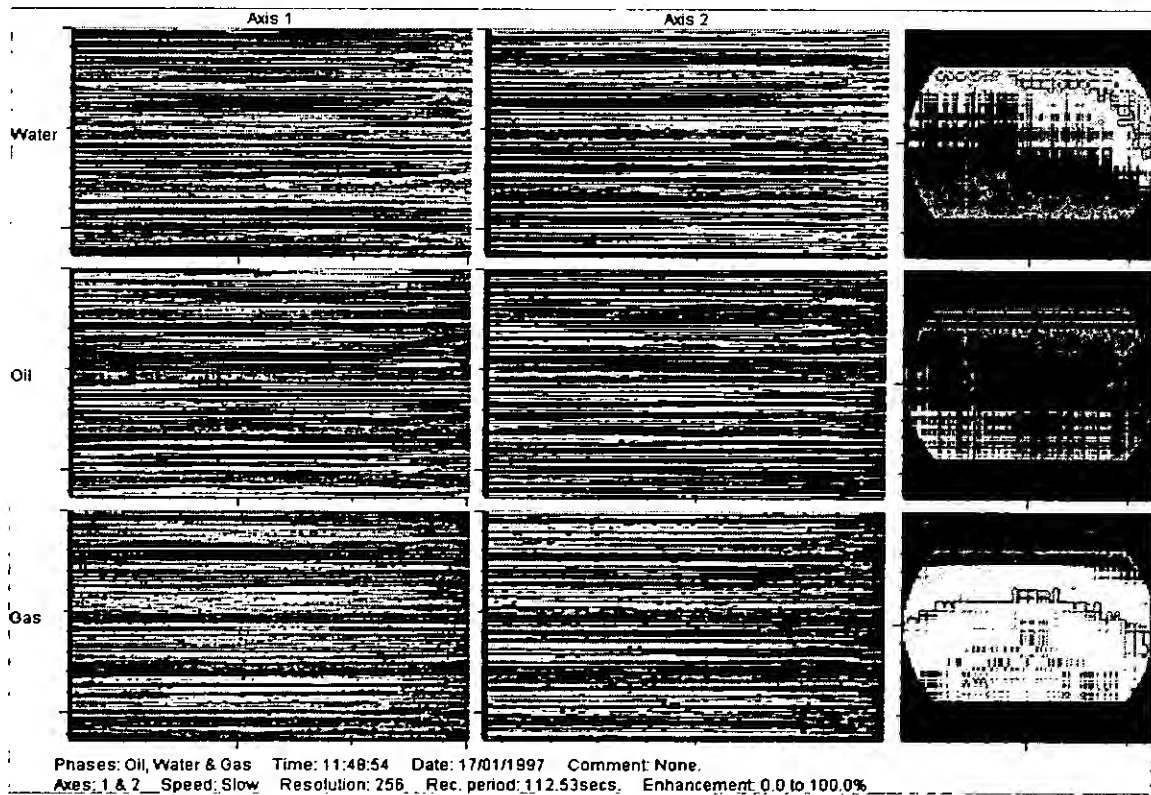 Axis 1 Axis 2
Water
Oil
Gas
Phases: Oil, Water & Gas Time: 11:48:54 Date: 17/01/1997 Comment: None.
Axes: 1 & 2 Speed: Slow Resolution: 256 Rec. period: 112.53secs. Enhancement: 0.0 to 100.0%